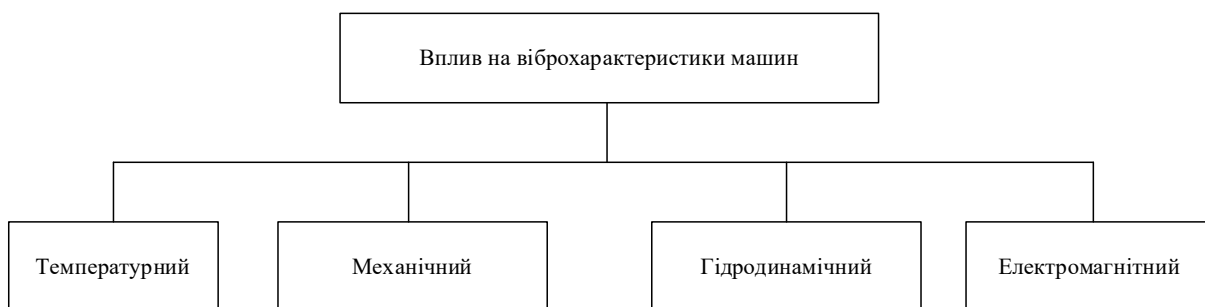 Вплив на віброхарактеристики машин
Температурний
Механічний
Гідродинамічний
Електромагнітний